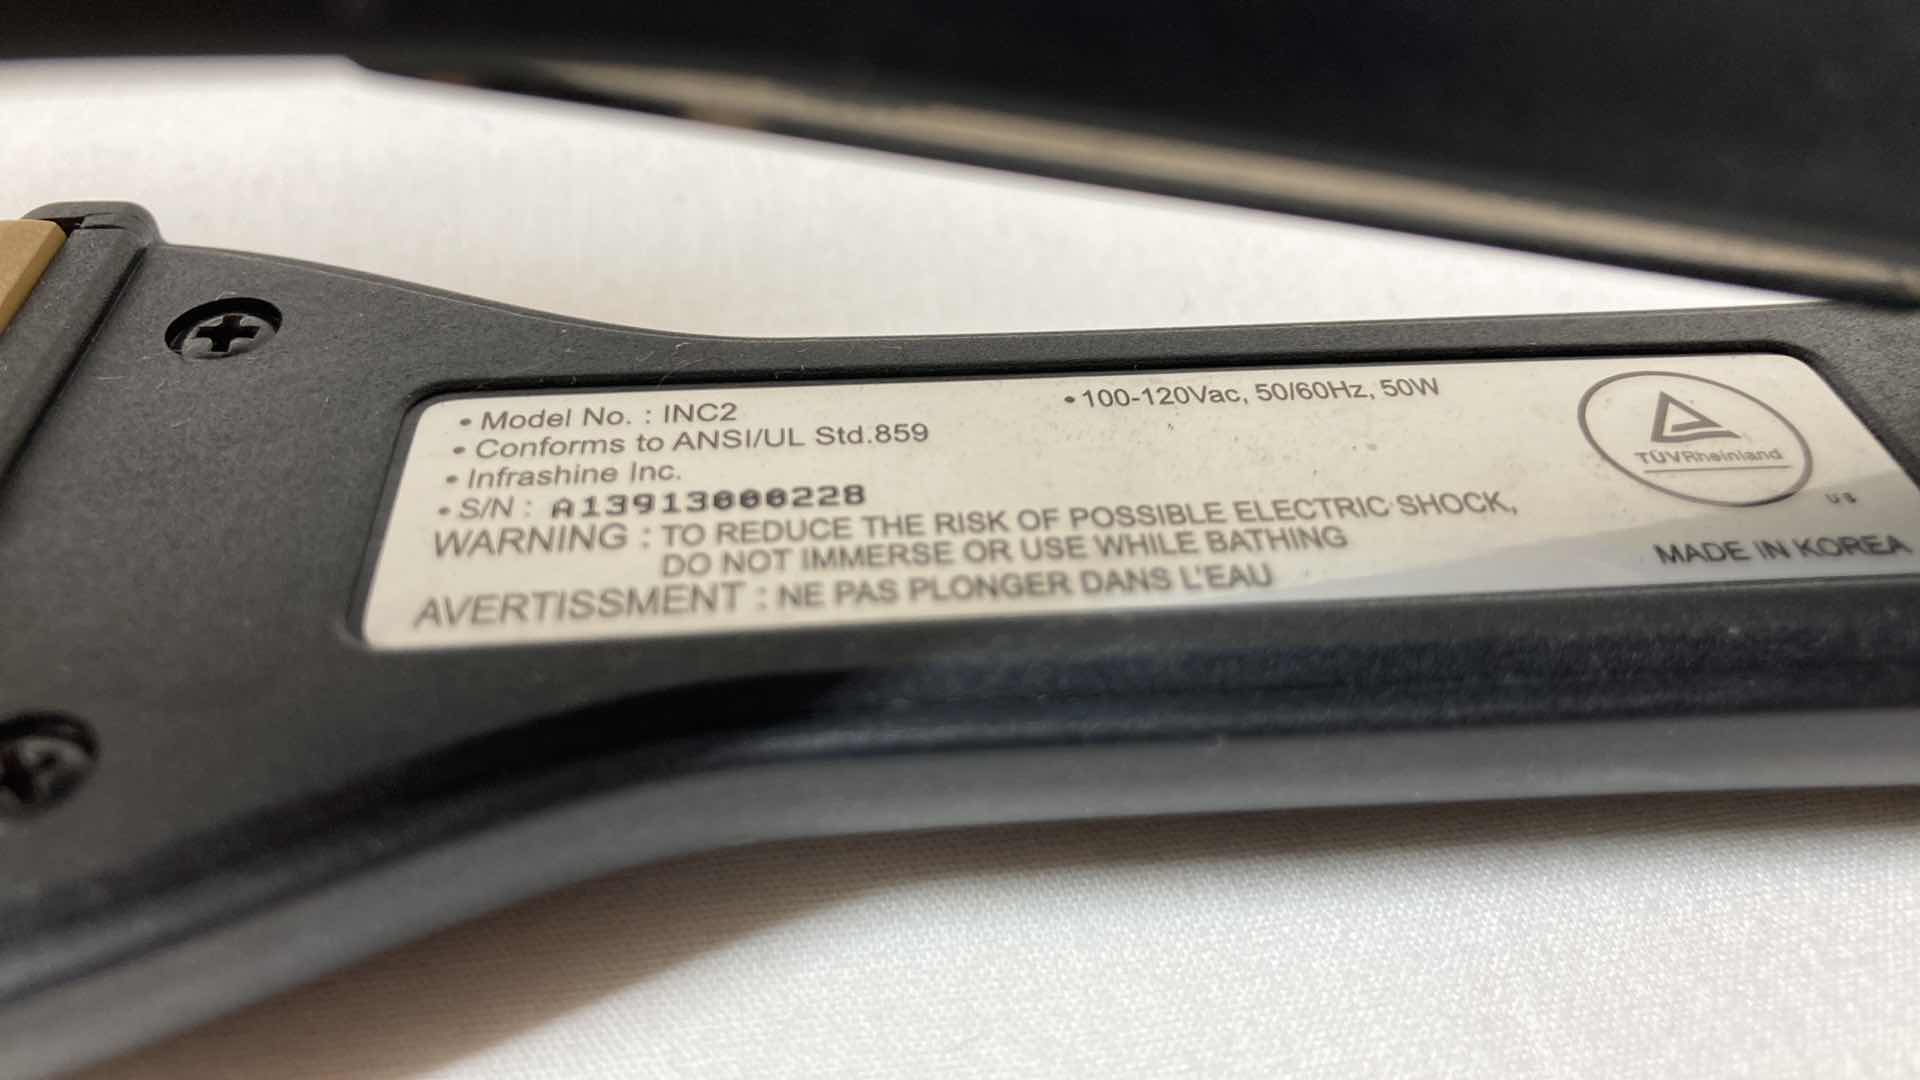 • Model No. : INC2
• 100-120Vac, 50/60Hz, 50W
• Conforms to ANSI/UL Std.859
• Infrashine Inc.
• S/N : A13913000228
WARNING : TO REDUCE THE RISK OF POSSIBLE ELECTRIC SHOCK,
DO NOT IMMERSE OR USE WHILE BATHING
AVERTISSMENT : NE PAS PLONGER DANS L'EAU
TÜVRheinland
US
MADE IN KOREA